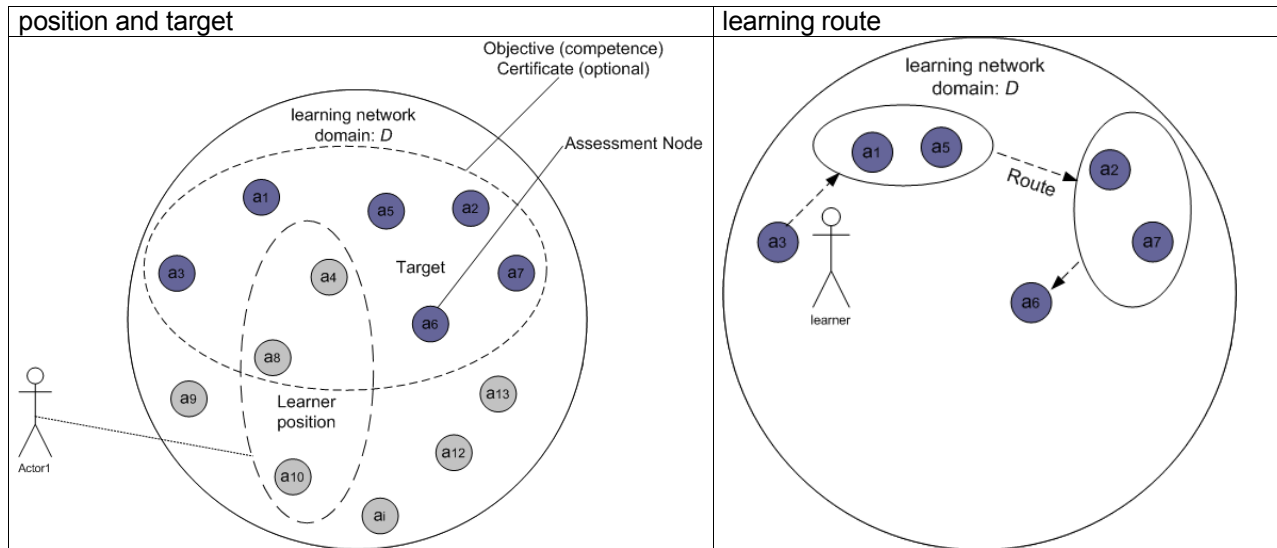 position and target
Objective (competence)
Certificate (optional)
learning network
domain: D
Assessment Node
a1
a5
a2
a3
a4
Target
a7
a6
a8
a9
Learner
position
a13
a12
a10
ai
Actor1
learning route
learning network
domain: D
a1
a5
a2
Route
a3
a7
a6
learner